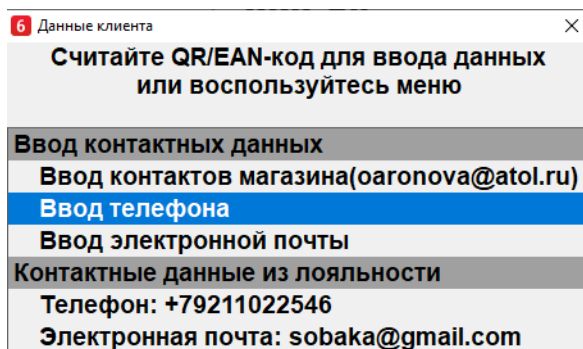 6 Данные клиента
Считайте QR/EAN-код для ввода данных
или воспользуйтесь меню
Ввод контактных данных
Ввод контактов магазина(oaronova@atol.ru)
Ввод телефона
Ввод электронной почты
Контактные данные из лояльности
Телефон: +79211022546
Электронная почта: sobaka@gmail.com